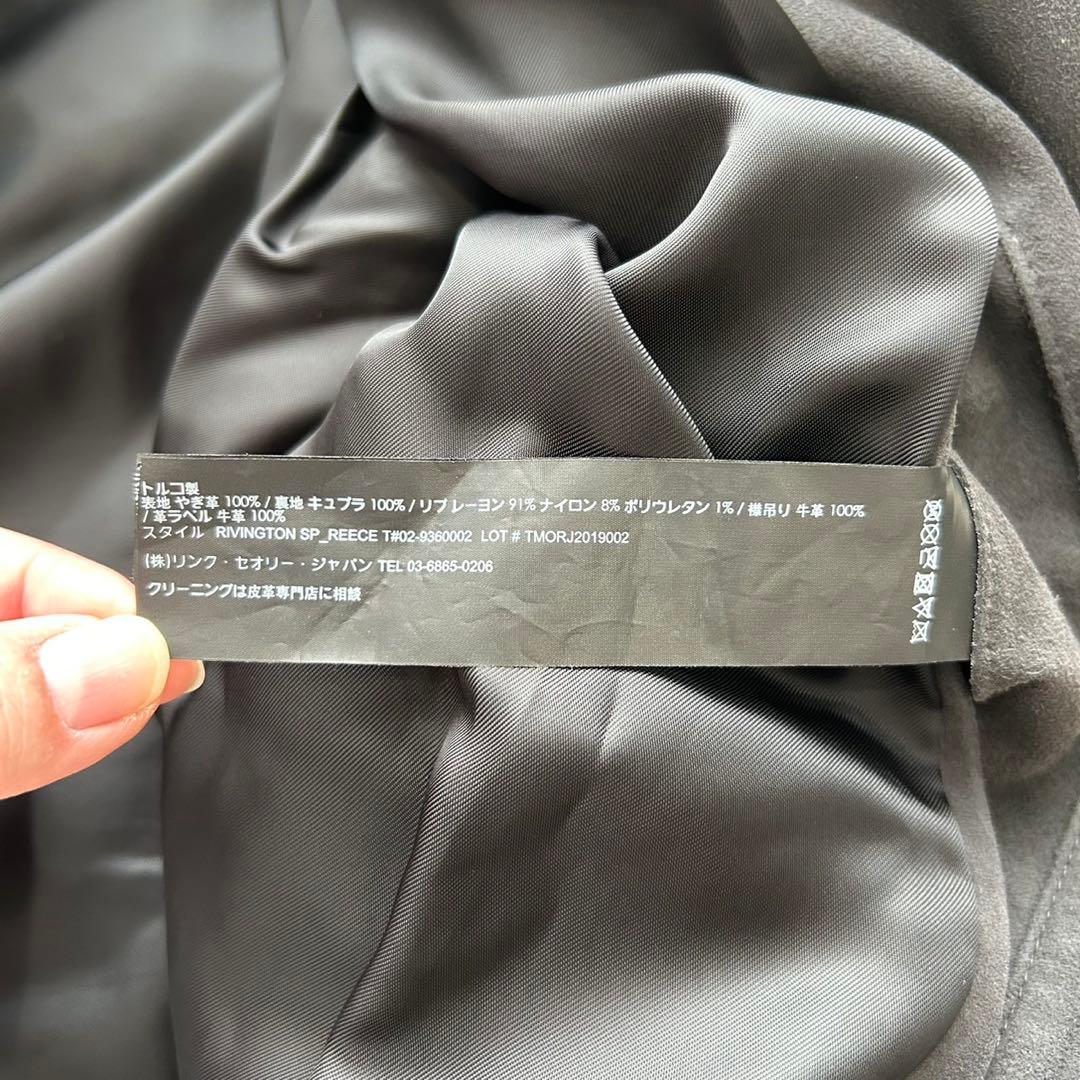 トルコ製
表地 やぎ革 100% / 裏地 キュプラ 100% / リブ レーヨン 91% ナイロン 8% ポリウレタン 1% / 襟吊り 牛革 100%
/ 革ラベル 牛革 100%
スタイル RIVINGTON SP_REECE T#02-9360002 LOT # TMORJ2019002
(株)リンク・セオリー・ジャパン TEL 03-6865-0206
クリーニングは皮革専門店に相談